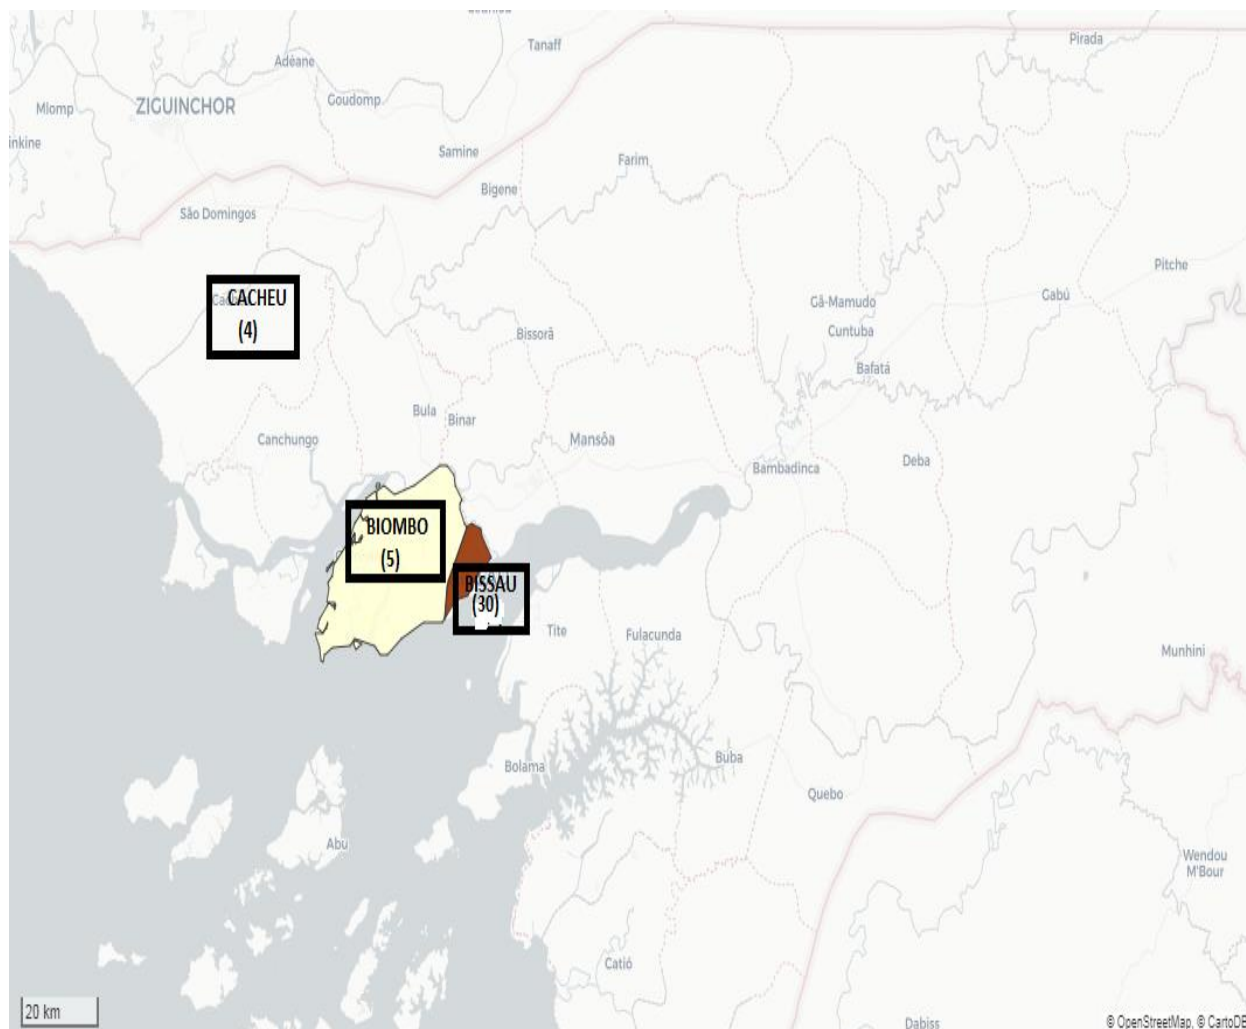 Tanaff
Pirada
Adéane
Goudomp
Mlomp
ZIGUINCHOR
inkine
Samine
Farim
Bigene
São Domingos
Pitche
CACHEU
(4)
Gabú
Gã-Mamudo
Cuntuba
Bissorã
Bafatá
Bula
Binar
Canchungo
Mansôa
Bambadinca
Deba
BIOMBO
(5)
BISSAU
(30)
Tite
Fulacunda
Munhini
Bolama
Buba
Quebo
Abu
Wendou
M'Bour
Catió
20 km
Dabiss
© OpenStreetMap, © CartoDB